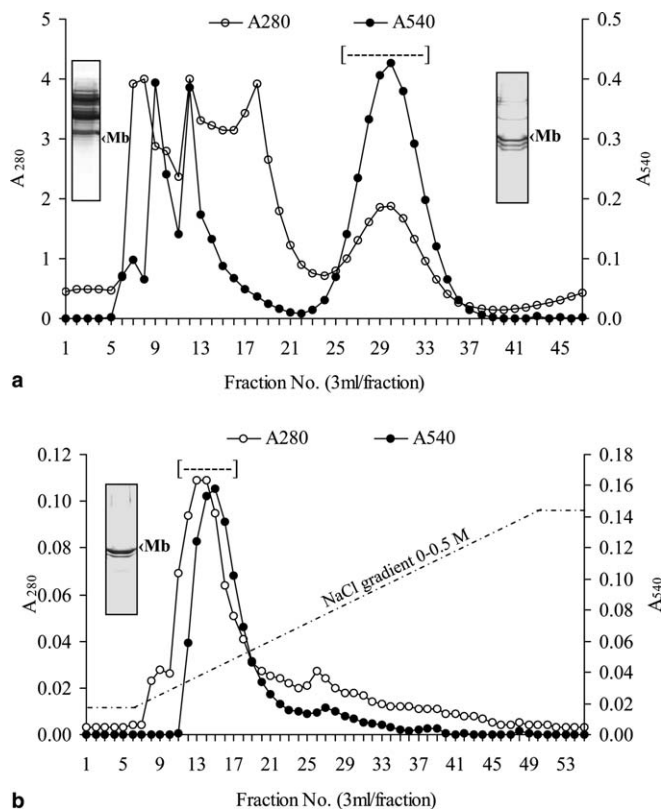 A280 A540
5 0.5
4 0.4
3 0.3
2 0.2
1 0.1
0 0.0
A280
A540
‹Mb
‹Mb
1 5 9 13 17 21 25 29 33 37 41 45
Fraction No. (3ml/fraction)
a
A280 A540
0.12 0.18
0.16
0.10
0.14
0.08 0.12
0.10
0.06
0.08
0.04 0.06
0.04
0.02
0.02
0.00 0.00
A280
A540
‹Mb
NaCl gradient 0-0.5 M
1 5 9 13 17 21 25 29 33 37 41 45 49 53
Fraction No. (3ml/fraction)
b